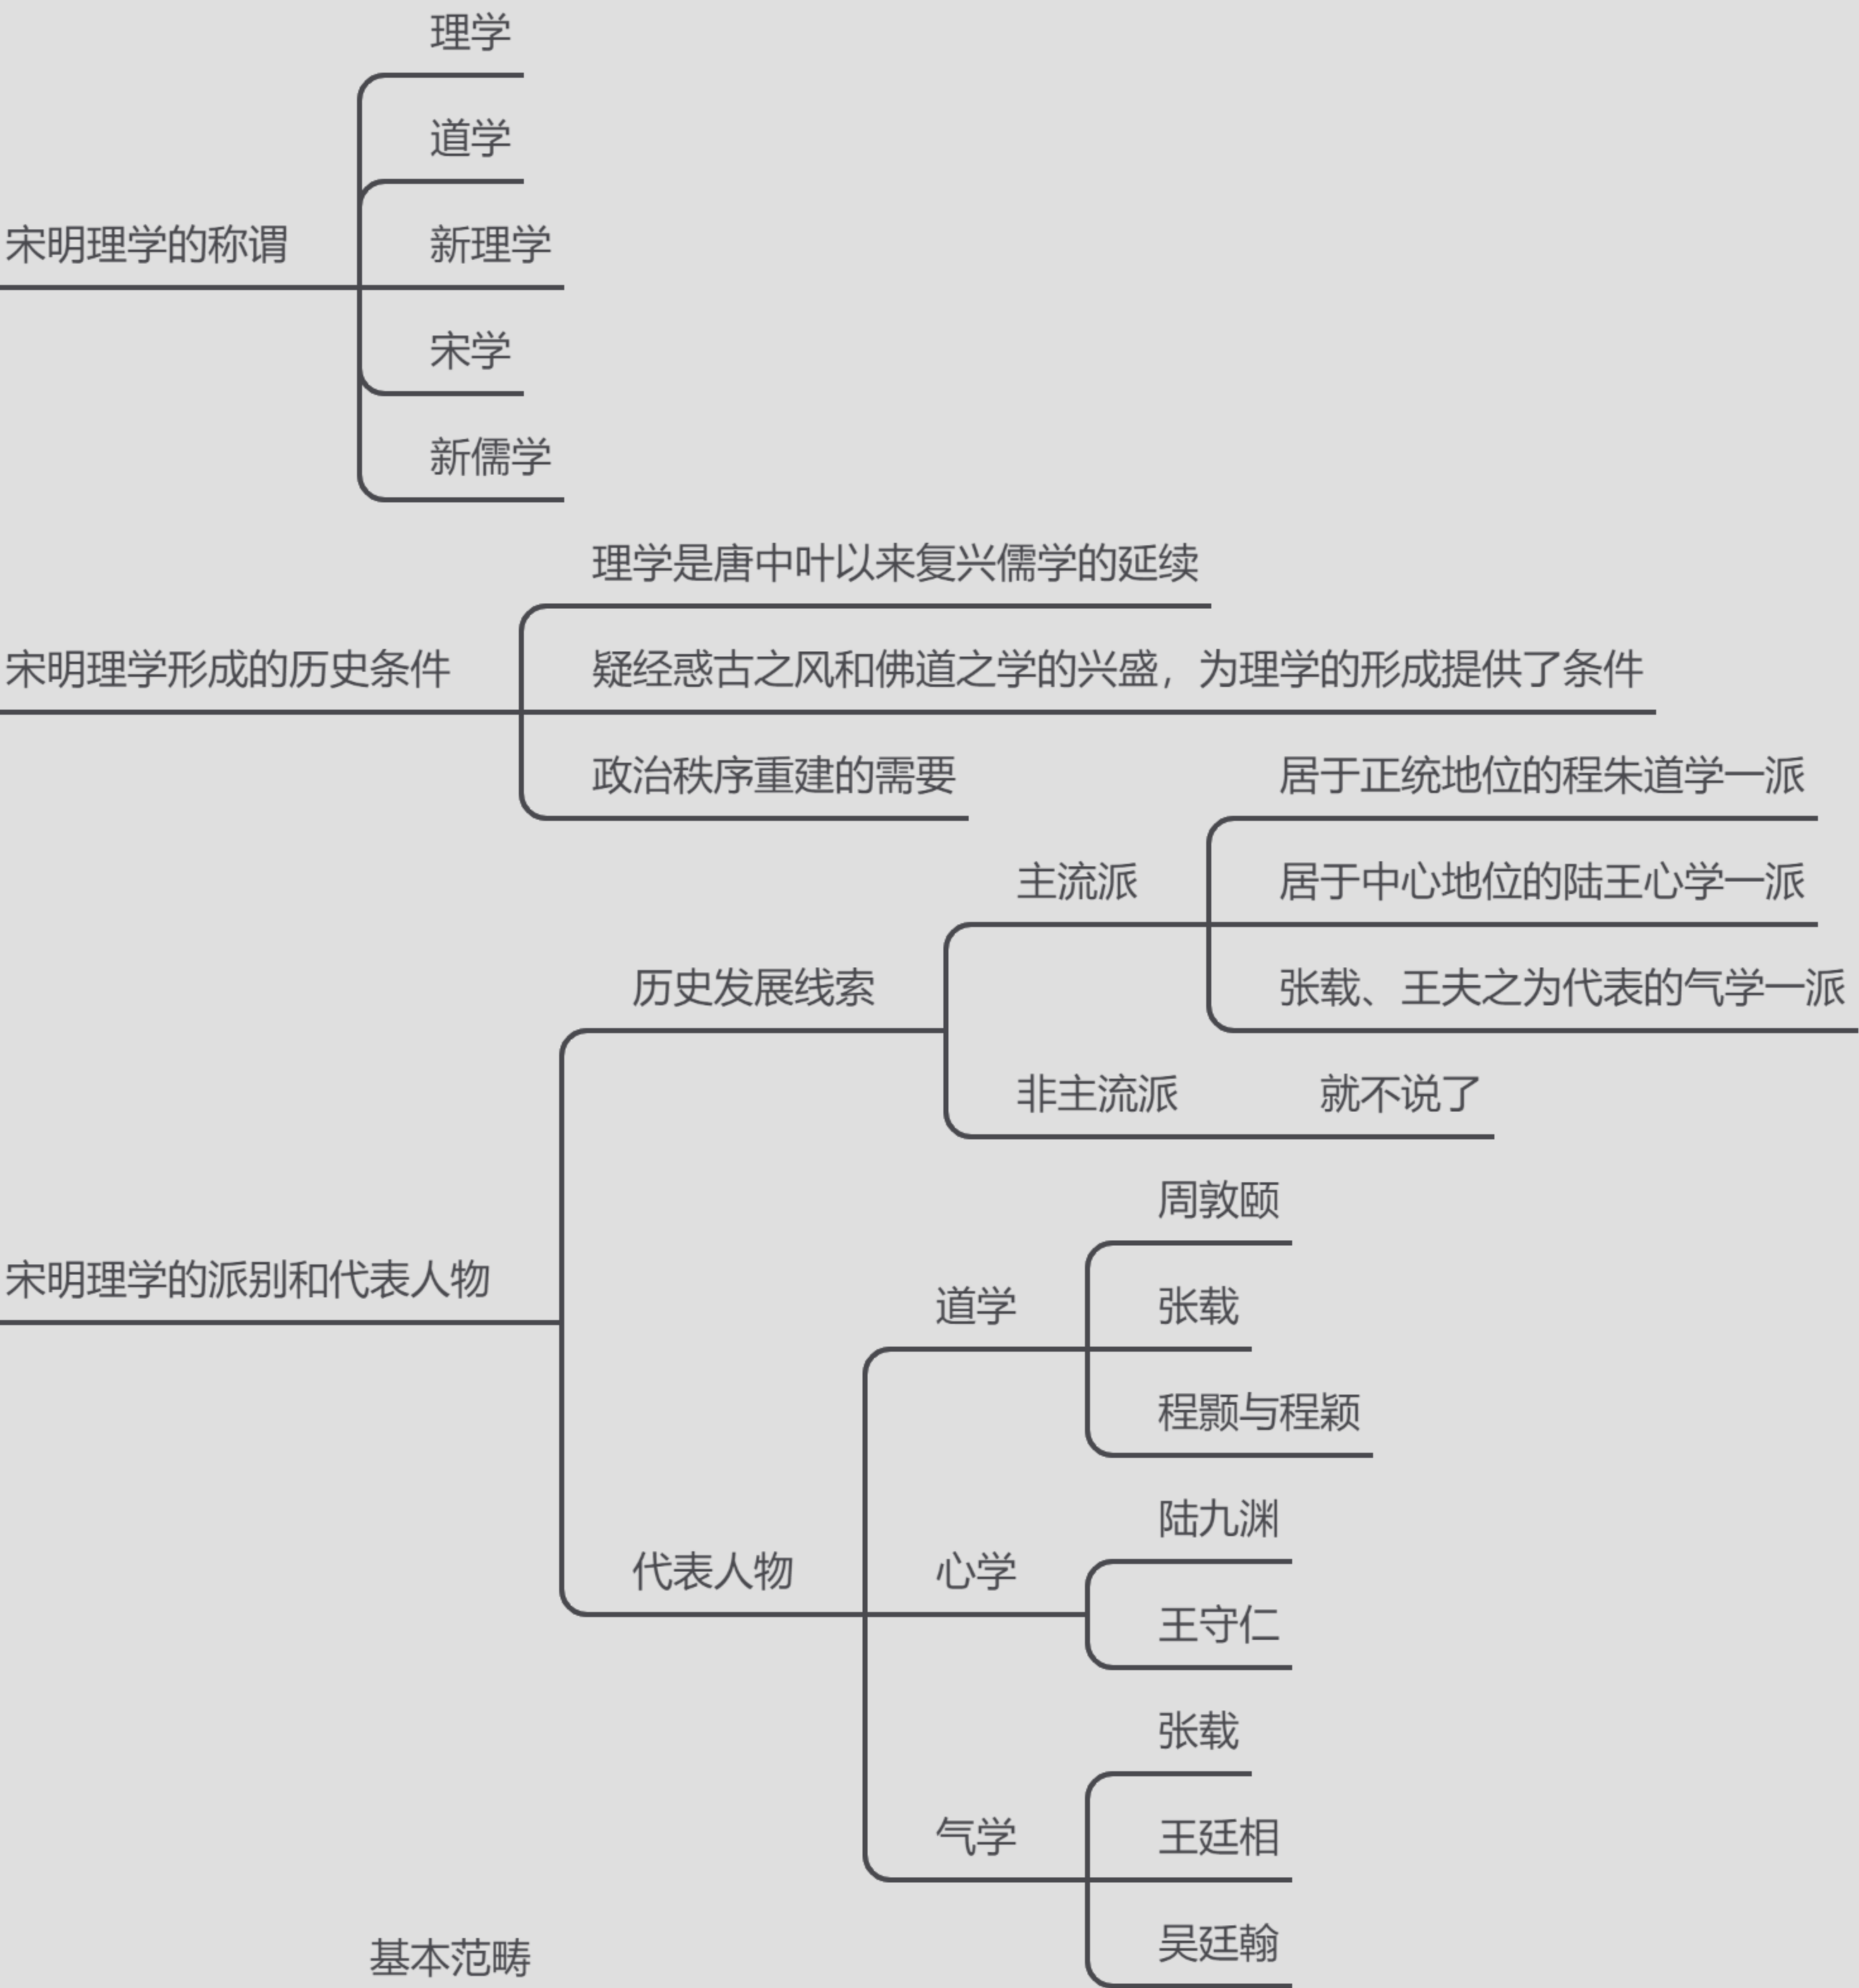 理学
道学
宋明理学的称谓
新理学
宋学
新儒学
理学是唐中叶以来复兴儒学的延续
宋明理学形成的历史条件
疑经感古之风和佛道之学的兴盛，为理学的形成提供了条件
政治秩序重建的需要
居于正统地位的程朱道学一派
主流派
居于中心地位的陆王心学一派
历史发展线索
张载、王夫之为代表的气学一派
非主流派
就不说了
周敦颐
宋明理学的派别和代表人物
道学
张载
程颢与程颖
陆九渊
代表人物
心学
王守仁
张载
气学
王廷相
吴廷翰
基本范畴